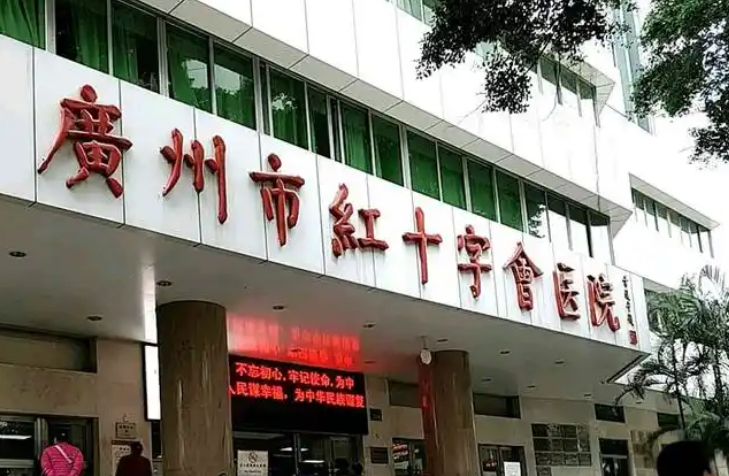 廣州市紅十字會医院
不忘初心,牢记使命,为中
人民谋幸福，为中华民族谋复